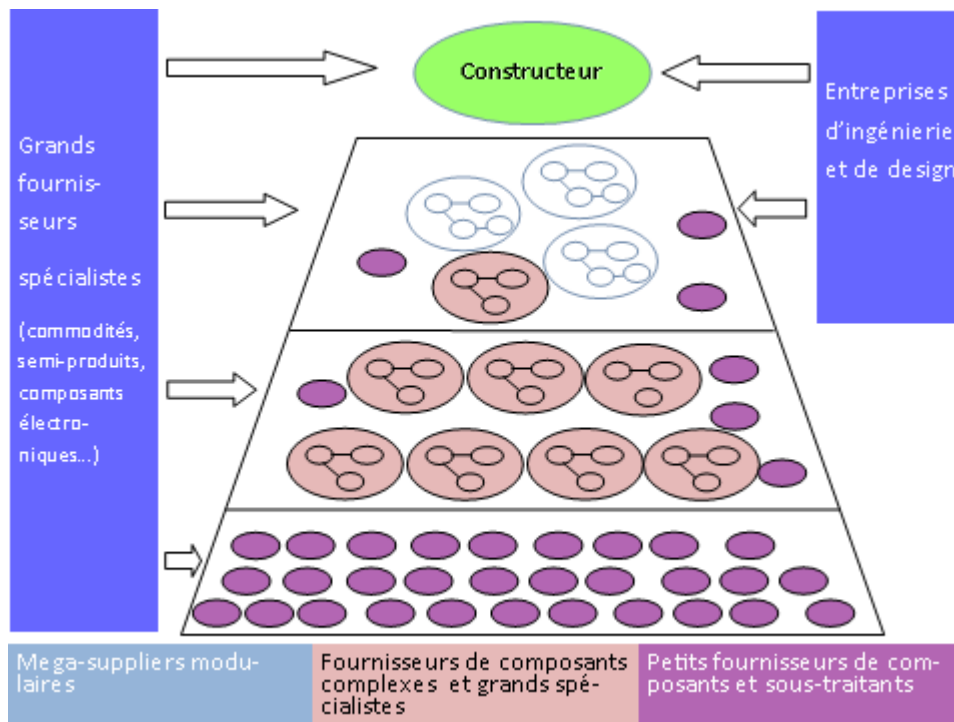 Constructeur
Grands
fournis-
seurs
spécialistes
(commodités,
semi-produits,
composants
électro-
niques...)
Entreprises
d'ingénierie
et de design
Mega-suppliers modu-
laires
Fournisseurs de composants
complexes et grands spé-
cialistes
Petits fournisseurs de com-
posants et sous-traitants